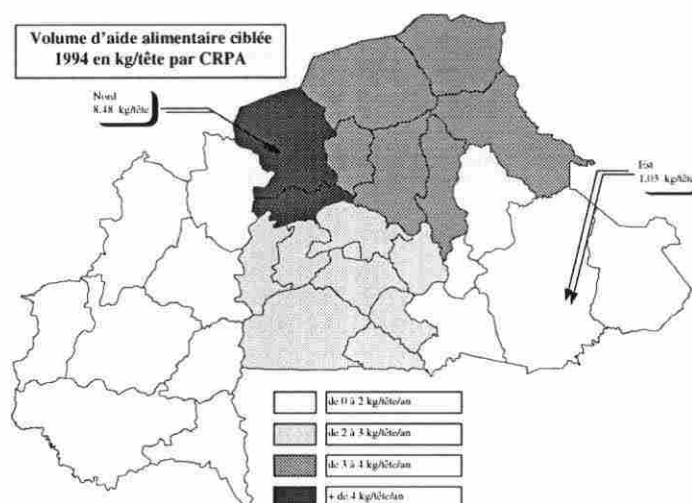 Volume d'aide alimentaire ciblée
1994 en kg/tête par CRPA
Nord
8.48 kg/tête
Est
1.03 kg/tête
de 0 à 2 kg/tête/an
de 2 à 3 kg/tête/an
de 3 à 4 kg/tête/an
+ de 4 kg/tête/an